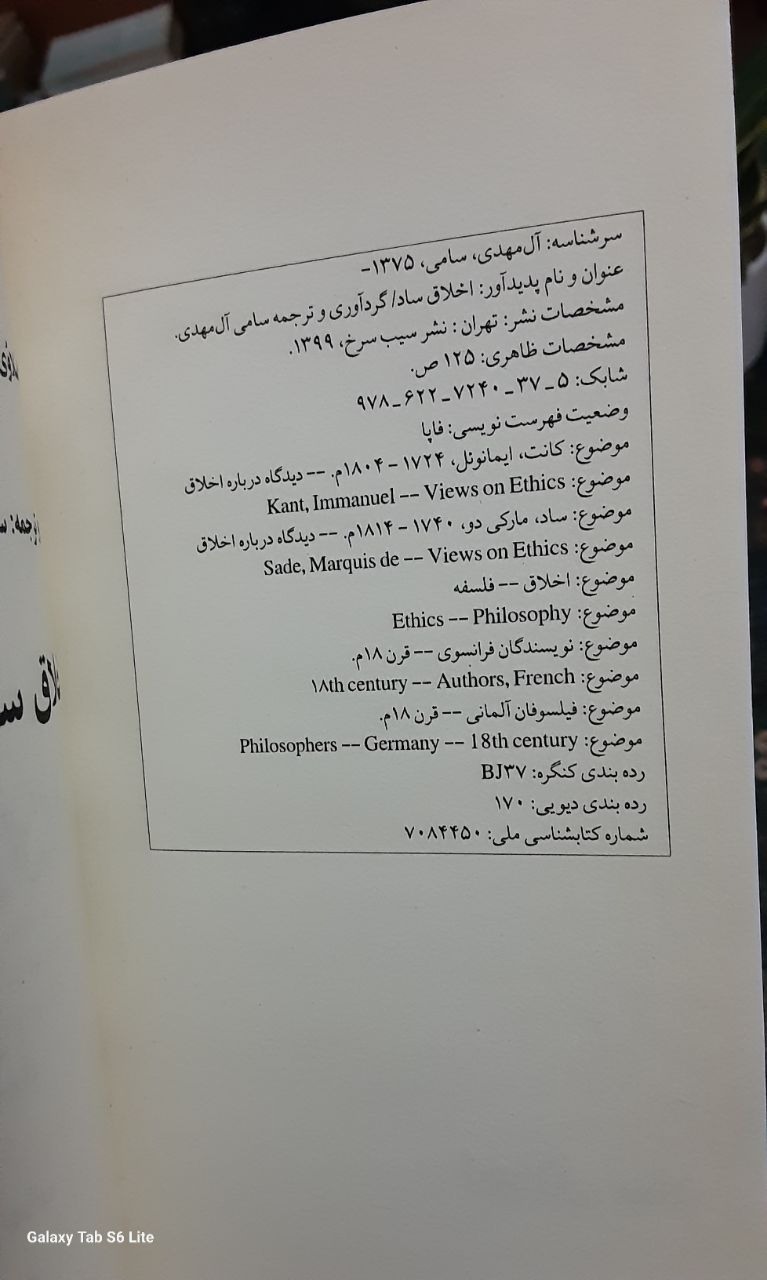 سرشناسه: آل‌مهدی، سامی، ۱۳۷۵–
عنوان و نام پدیدآور: اخلاق ساد/ گردآوری و ترجمه سامی آل‌مهدی.
مشخصات نشر: تهران : نشر سیب سرخ، ۱۳۹۹.
مشخصات ظاهری: ۱۲۵ ص.
شابک: ۵ـ۳۷ـ۷۲۴۰ـ۶۲۲ـ۹۷۸
وضعیت فهرست نویسی: فاپا
موضوع: کانت، ایمانوئل، ۱۷۲۴ – ۱۸۰۴م. -- دیدگاه درباره اخلاق
موضوع: Kant, Immanuel -- Views on Ethics
موضوع: ساد، مارکی دو، ۱۷۴۰ – ۱۸۱۴م. -- دیدگاه درباره اخلاق
موضوع: Sade, Marquis de -- Views on Ethics
موضوع: اخلاق -- فلسفه
موضوع: Ethics -- Philosophy
موضوع: نویسندگان فرانسوی -- قرن ۱۸م.
موضوع: ۱۸th century -- Authors, French
موضوع: فیلسوفان آلمانی -- قرن ۱۸م.
موضوع: Philosophers -- Germany -- 18th century
رده بندی کنگره: BJ۳۷
رده بندی دیویی: ۱۷۰
شماره کتابشناسی ملی: ۷۰۸۴۴۵۰
Galaxy Tab S6 Lite